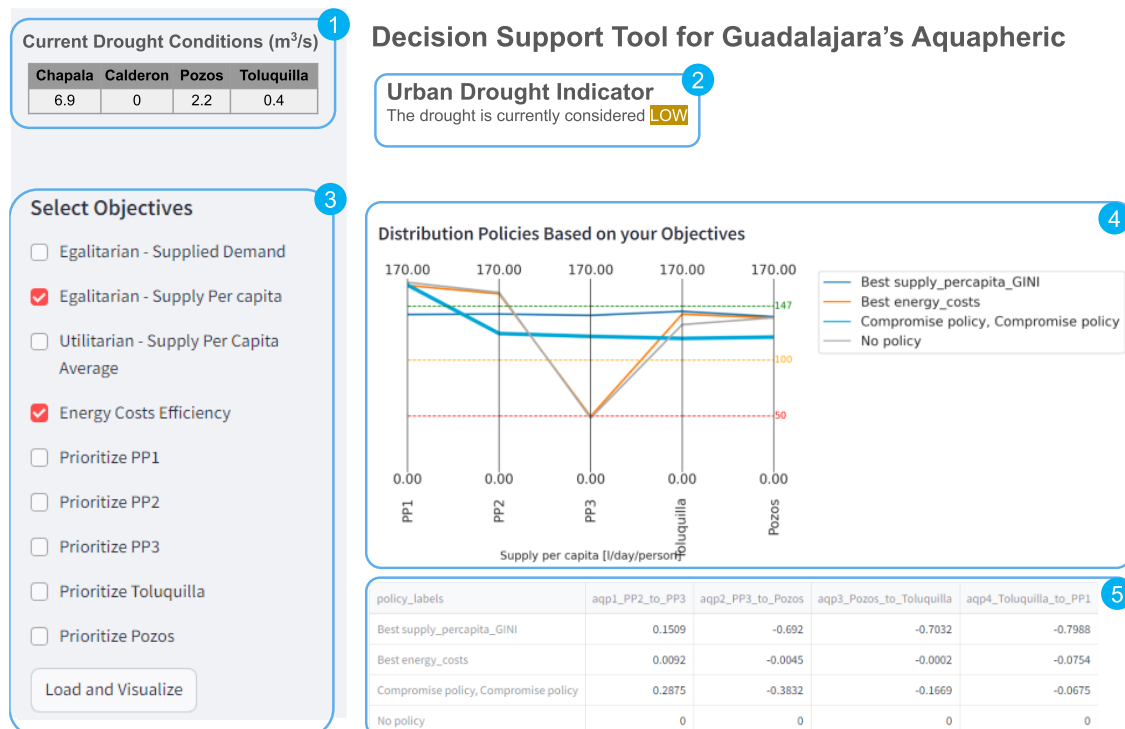 1
Current Drought Conditions (m³/s)
Chapala Calderon Pozos Toluquilla
6.9 0 2.2 0.4
Decision Support Tool for Guadalajara’s Aquapheric
2
Urban Drought Indicator
The drought is currently considered LOW
3
Select Objectives
Egalitarian - Supplied Demand
Egalitarian - Supply Per capita
Utilitarian - Supply Per Capita
Average
Energy Costs Efficiency
Prioritize PP1
Prioritize PP2
Prioritize PP3
Prioritize Toluquilla
Prioritize Pozos
Load and Visualize
4
Distribution Policies Based on your Objectives
170.00 170.00 170.00 170.00 170.00
147
100
50
0.00 0.00 0.00 0.00 0.00
PP1
PP2
PP3
Toluquilla
Pozos
Supply per capita [l/day/person]
Best supply_percapita_GINI
Best energy_costs
Compromise policy, Compromise policy
No policy
5
policy_labels aqp1_PP2_to_PP3 aqp2_PP3_to_Pozos aqp3_Pozos_to_Toluquilla aqp4_Toluquilla_to_PP1
Best supply_percapita_GINI 0.1509 -0.692 -0.7032 -0.7988
Best energy_costs 0.0092 -0.0045 -0.0002 -0.0754
Compromise policy, Compromise policy 0.2875 -0.3832 -0.1669 -0.0675
No policy 0 0 0 0